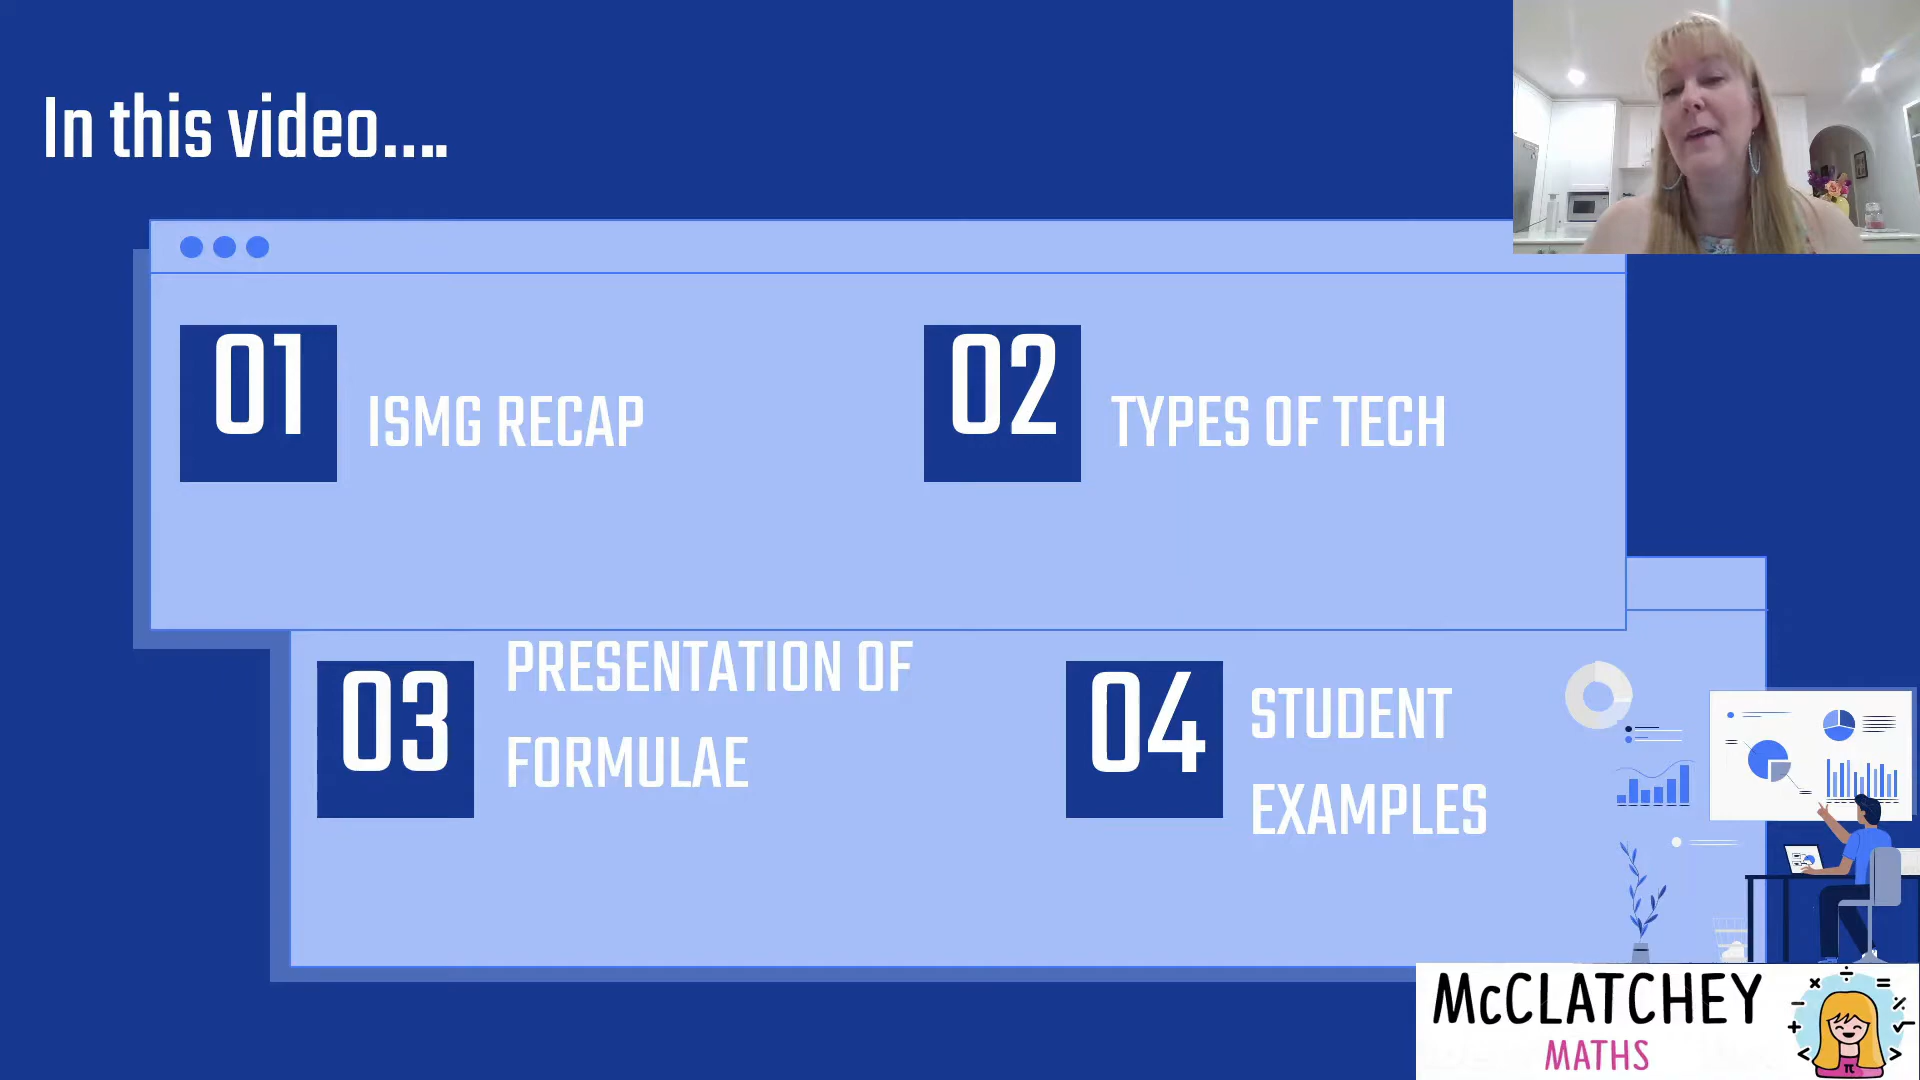 In this video....
01
ISMG RECAP
02
TYPES OF TECH
03
PRESENTATION OF
FORMULAE
04
STUDENT
EXAMPLES
McCLATCHEY
MATHS